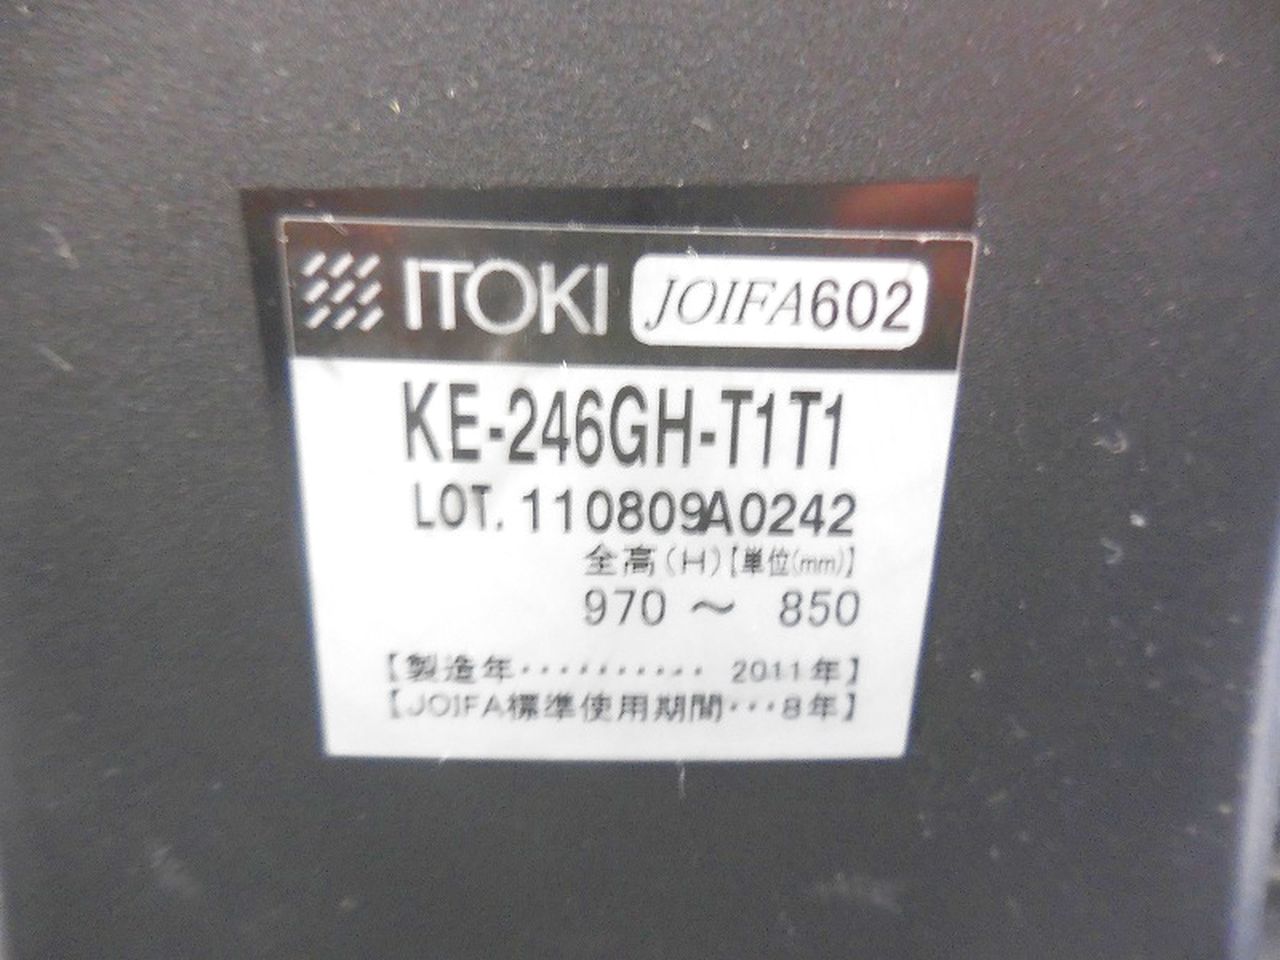 ITOKI JOIFA602
KE-246GH-T1T1
LOT. 110809A0242
全高(H)【単位(mm)】
970 ～ 850
【製造年·········· 2011年】
【JOIFA標準使用期間···8年】